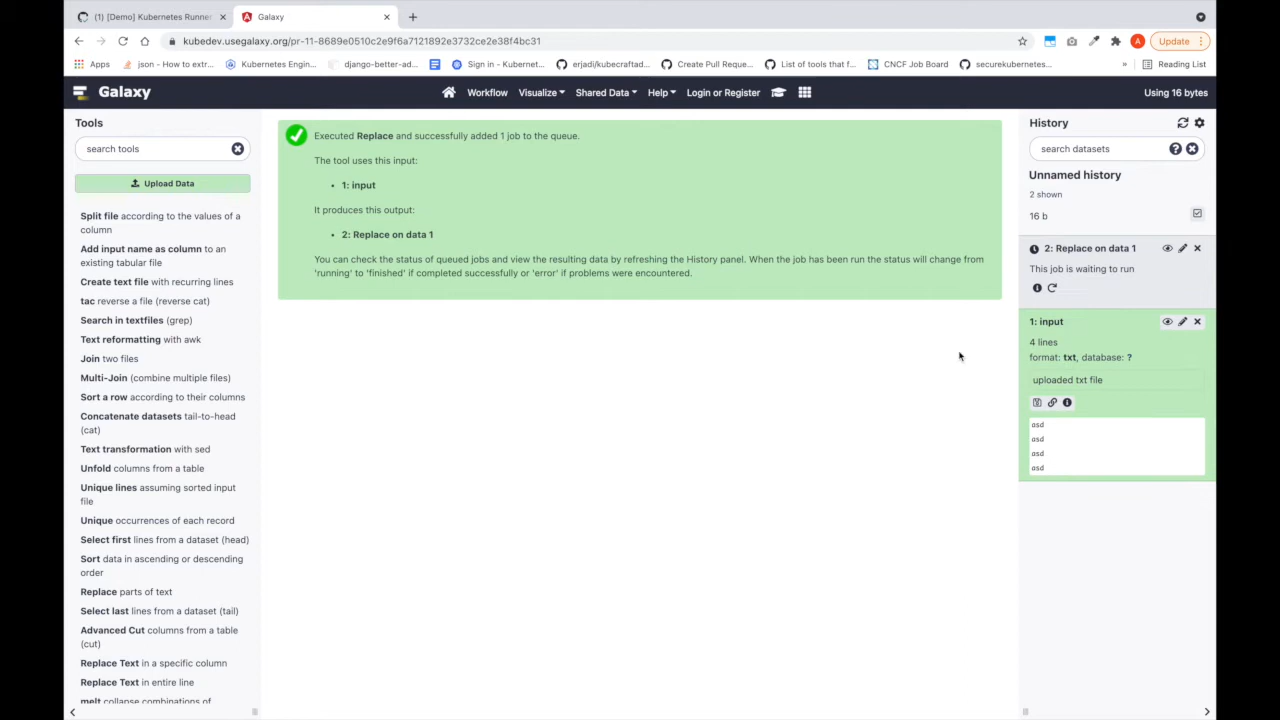 (1) [Demo] Kubernetes Runner
Galaxy
kubedev.usegalaxy.org/pr-11-8689e0510c2e9f6a7121892e3732ce2e38f4bc31
A
Update
Apps
json - How to extr...
Kubernetes Engin...
django-better-ad...
Sign in - Kubernet...
erjadi/kubecraftad...
Create Pull Reque...
List of tools that f...
CNCF Job Board
securekubernetes...
»
Reading List
Galaxy
Workflow
Visualize
Shared Data
Help
Login or Register
Using 16 bytes
Tools
search tools
Upload Data
Split file according to the values of a
column
Add input name as column to an
existing tabular file
Create text file with recurring lines
tac reverse a file (reverse cat)
Search in textfiles (grep)
Text reformatting with awk
Join two files
Multi-Join (combine multiple files)
Sort a row according to their columns
Concatenate datasets tail-to-head
(cat)
Text transformation with sed
Unfold columns from a table
Unique lines assuming sorted input
file
Unique occurrences of each record
Select first lines from a dataset (head)
Sort data in ascending or descending
order
Replace parts of text
Select last lines from a dataset (tail)
Advanced Cut columns from a table
(cut)
Replace Text in a specific column
Replace Text in entire line
melt collapse combinations of
Executed Replace and successfully added 1 job to the queue.
The tool uses this input:
• 1: input
It produces this output:
• 2: Replace on data 1
You can check the status of queued jobs and view the resulting data by refreshing the History panel. When the job has been run the status will change from
'running' to 'finished' if completed successfully or 'error' if problems were encountered.
History
search datasets
Unnamed history
2 shown
16 b
2: Replace on data 1
This job is waiting to run
1: input
4 lines
format: txt, database: ?
uploaded txt file
asd
asd
asd
asd